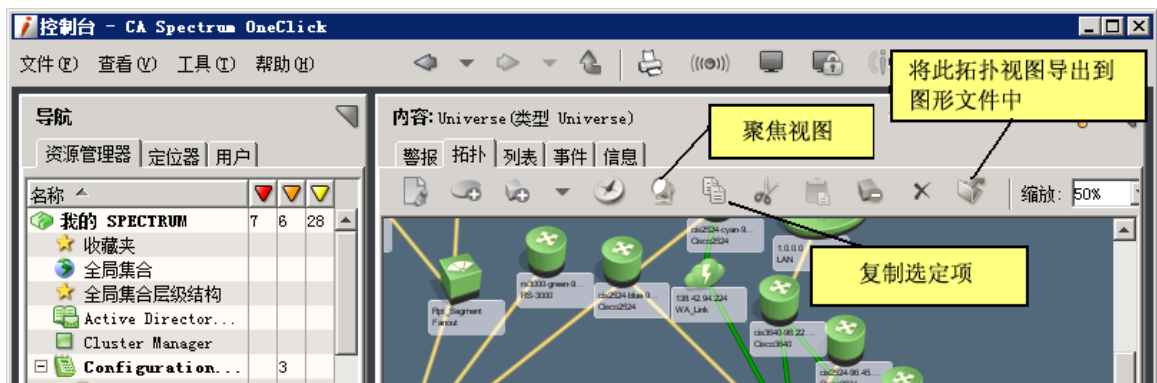 控制台 - CA Spectrum OneClick
文件(F) 查看(V) 工具(T) 帮助(H)
将此拓扑视图导出到
图形文件中
导航
内容: Universe(类型 Universe)
聚焦视图
资源管理器 定位器 用户
警报 拓扑 列表 事件 信息
名称
缩放: 50%
我的 SPECTRUM 7 6 28
收藏夹
全局集合
全局集合层级结构
Active Director...
Cluster Manager
Configuration... 3
cis2524-cyan-9...
Cisco2524
1.0.0.0
LAN
复制选定项
rs3000-green-9...
RS-3000
cis2524-blue-9...
Cisco2524
138.42.94.224
WA_Link
Rpt_Segment
Fanout
cis3640-96.22...
Cisco3640
cis2524-96.45...